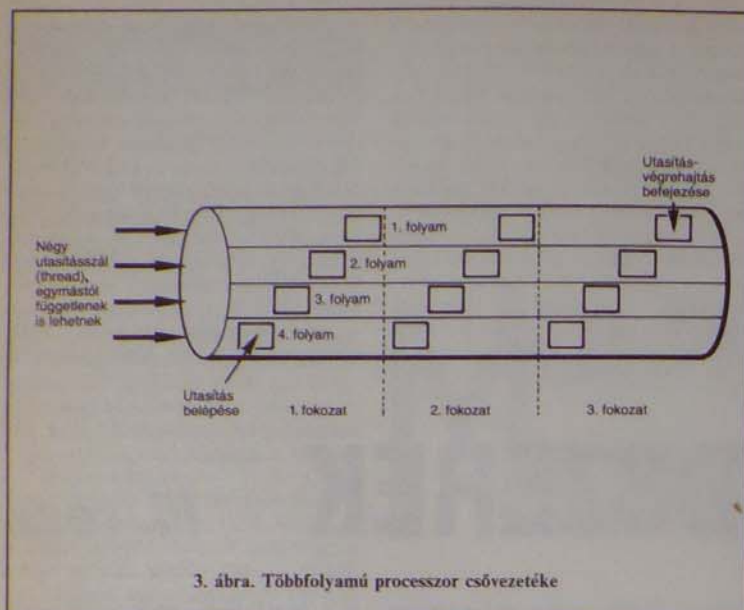 Utasítás-
végrehajtás
befejezése
Négy
utasításszál
(thread),
egymástól
függetlenek
is lehetnek
1. folyam
2. folyam
3. folyam
4. folyam
Utasítás
belépése
1. fokozat
2. fokozat
3. fokozat
3. ábra. Többfolyamú processzor csővezetéke